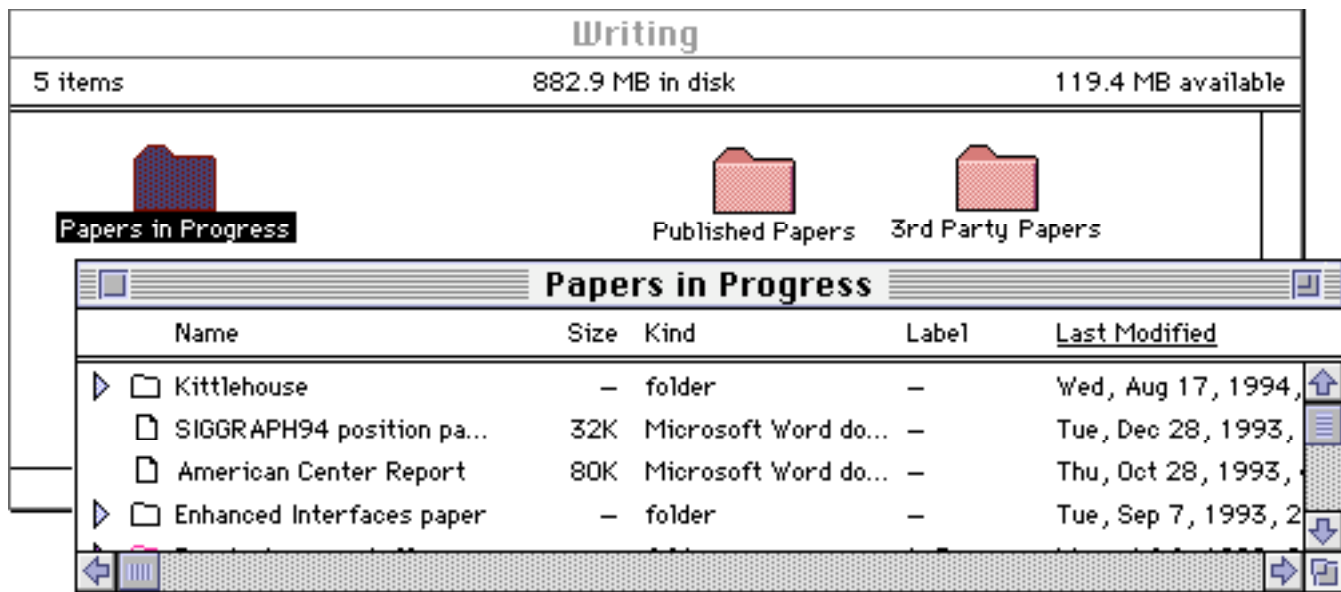 Writing
5 items 882.9 MB in disk 119.4 MB available
Papers in Progress Published Papers 3rd Party Papers
Papers in Progress
Name Size Kind Label Last Modified
Kittlehouse – folder – Wed, Aug 17, 1994,
SIGGRAPH94 position pa... 32K Microsoft Word do... – Tue, Dec 28, 1993,
American Center Report 80K Microsoft Word do... – Thu, Oct 28, 1993,
Enhanced Interfaces paper – folder – Tue, Sep 7, 1993, 2